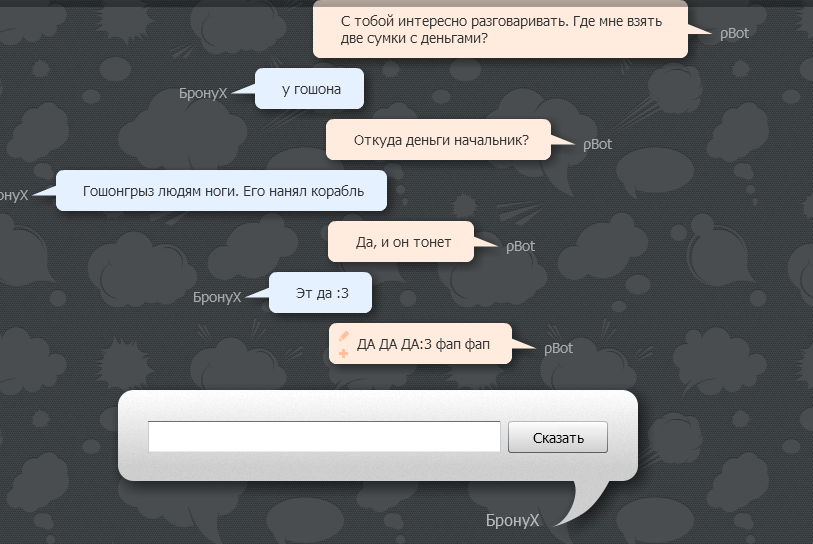 С тобой интересно разговаривать. Где мне взять
две сумки с деньгами?
ρBot
БронуХ
у гошона
Откуда деньги начальник?
ρBot
онуХ
Гошонгрыз людям ноги. Его нанял корабль
Да, и он тонет
ρBot
БронуХ
Эт да :3
ДА ДА ДА:3 фап фап
ρBot
Сказать
БронуХ